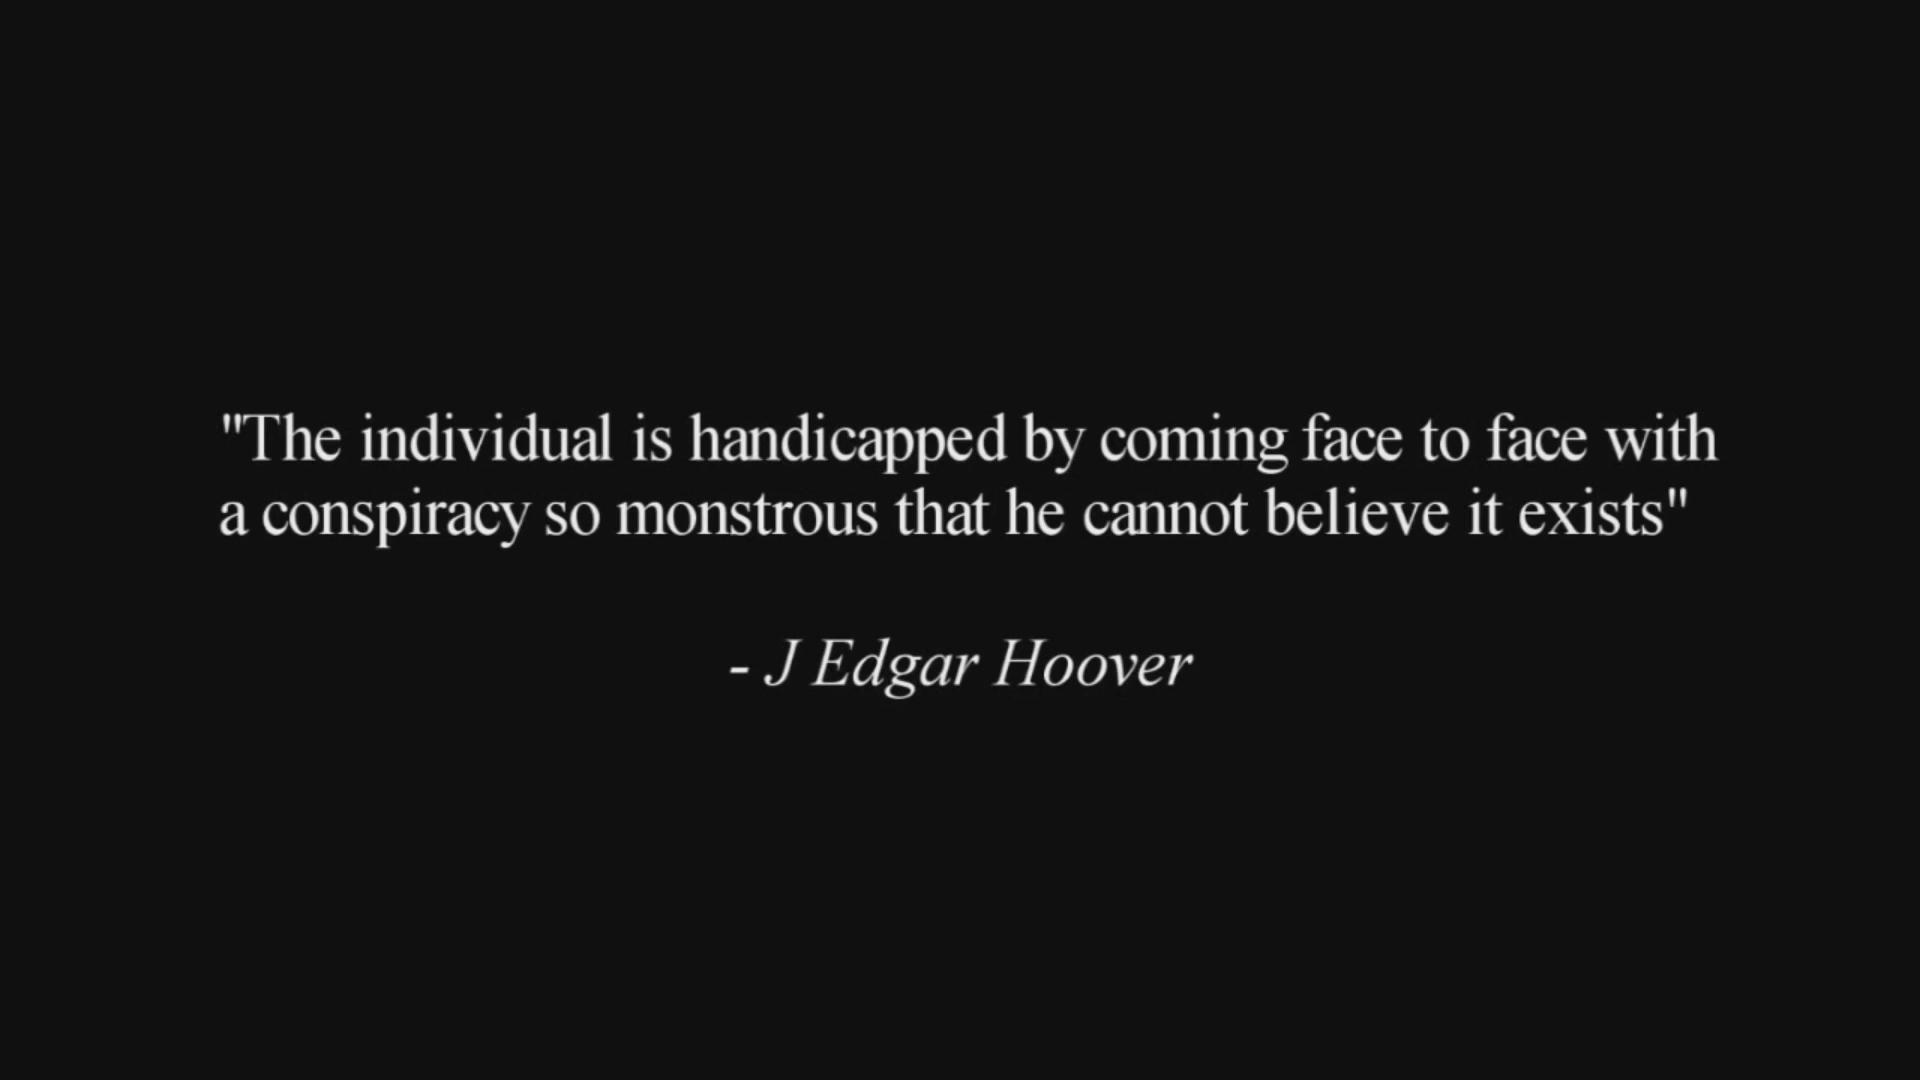 "The individual is handicapped by coming face to face with
a conspiracy so monstrous that he cannot believe it exists"
- J Edgar Hoover